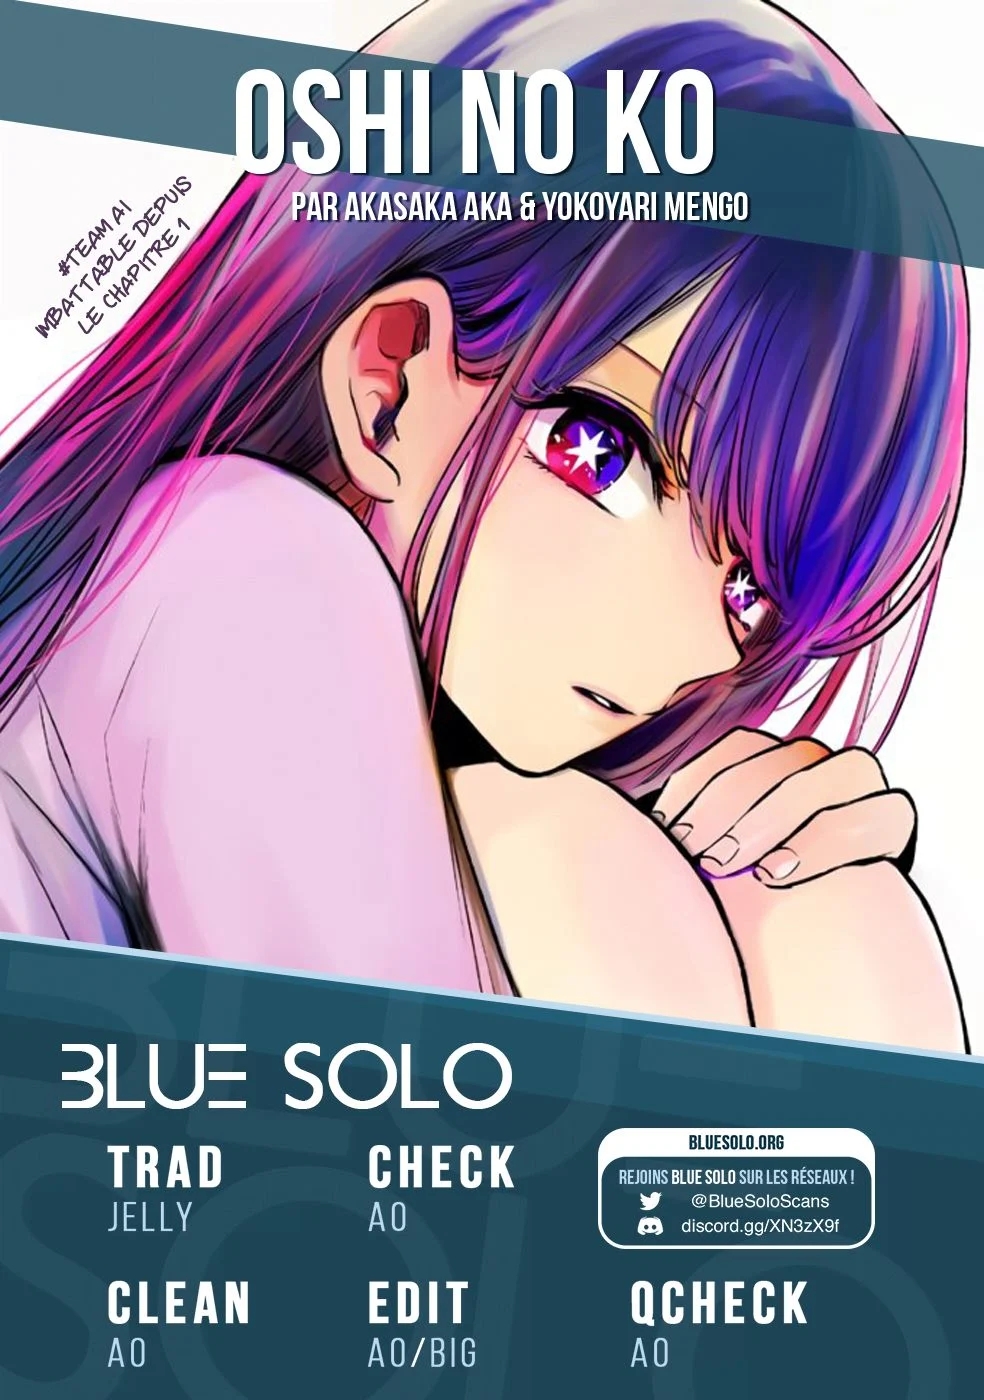 OSHI NO KO
PAR AKASAKA AKA & YOKOYARI MENGO
#TEAM AI
IMBATTABLE DEPUIS
LE CHAPITRE 1
BLUE SOLO
TRAD
JELLY
CHECK
AO
BLUESOLO.ORG
REJOINS BLUE SOLO SUR LES RÉSEAUX !
@BlueSoloScans
discord.gg/XN3zX9f
CLEAN
AO
EDIT
AO/BIG
QCHECK
AO